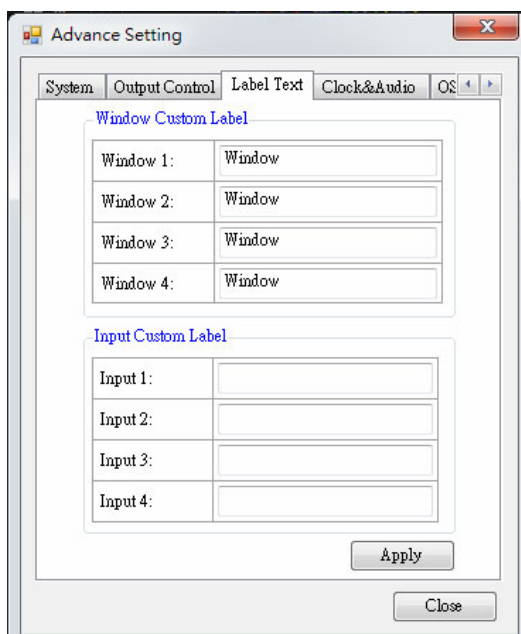 Advance Setting
System Output Control Label Text Clock&Audio OS
Window Custom Label
Window 1: Window
Window 2: Window
Window 3: Window
Window 4: Window
Input Custom Label
Input 1:
Input 2:
Input 3:
Input 4:
Apply
Close